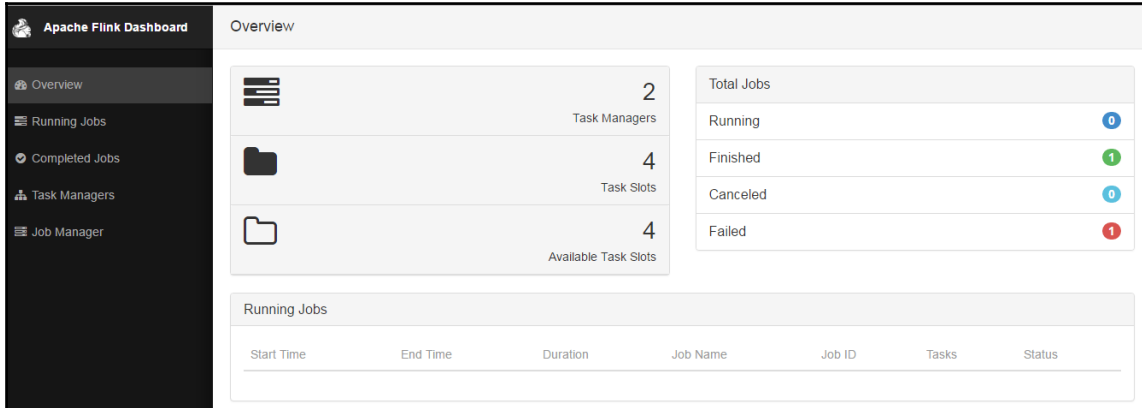 Apache Flink Dashboard
Overview
Running Jobs
Completed Jobs
Task Managers
Job Manager
Overview
2
Task Managers
4
Task Slots
4
Available Task Slots
Total Jobs
Running 0
Finished 1
Canceled 0
Failed 1
Running Jobs
Start Time End Time Duration Job Name Job ID Tasks Status